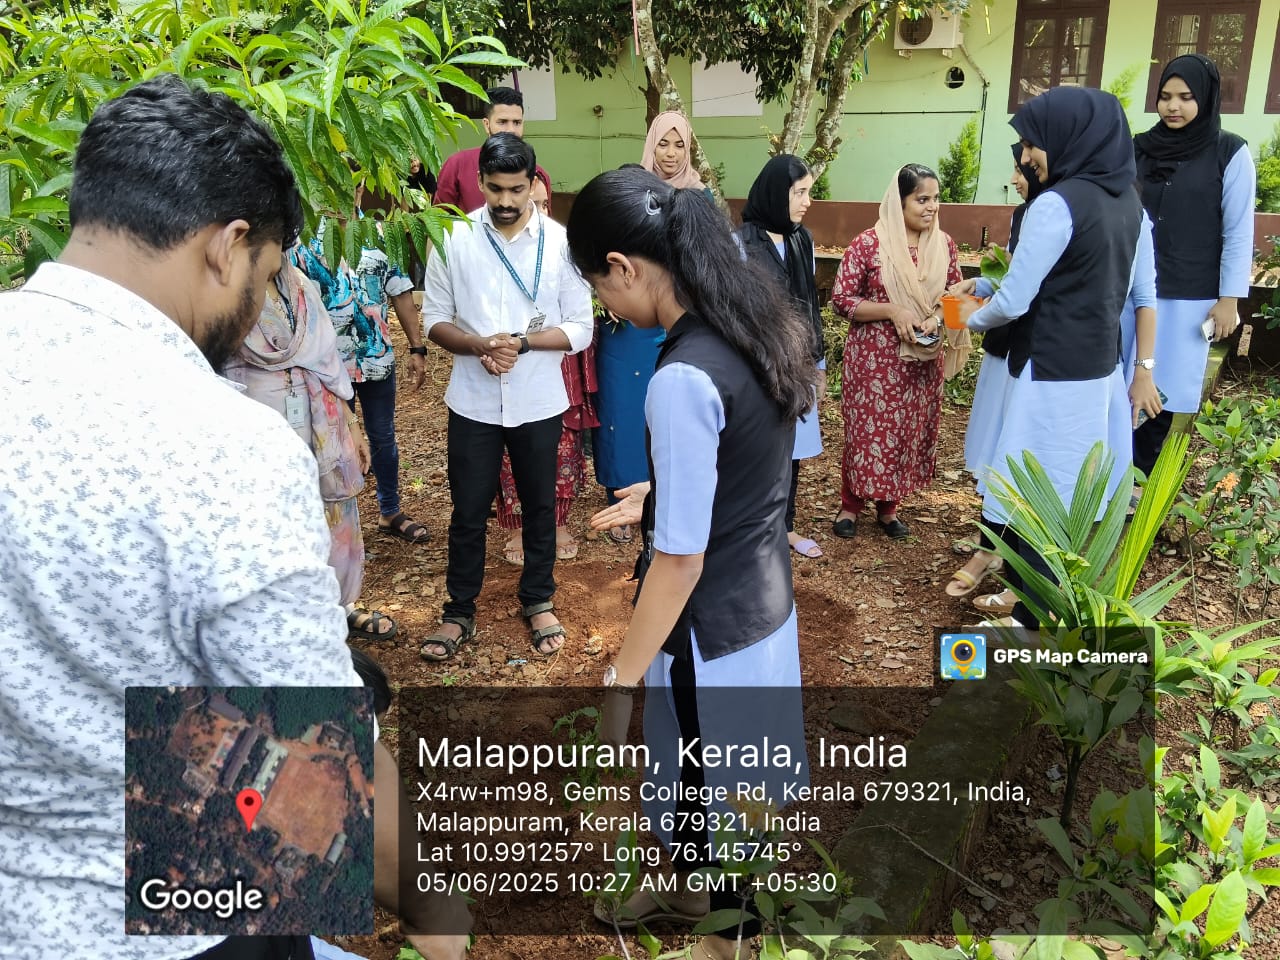 GPS Map Camera
Malappuram, Kerala, India
X4rw+m98, Gems College Rd, Kerala 679321, India,
Malappuram, Kerala 679321, India
Lat 10.991257° Long 76.145745°
05/06/2025 10:27 AM GMT +05:30
Google